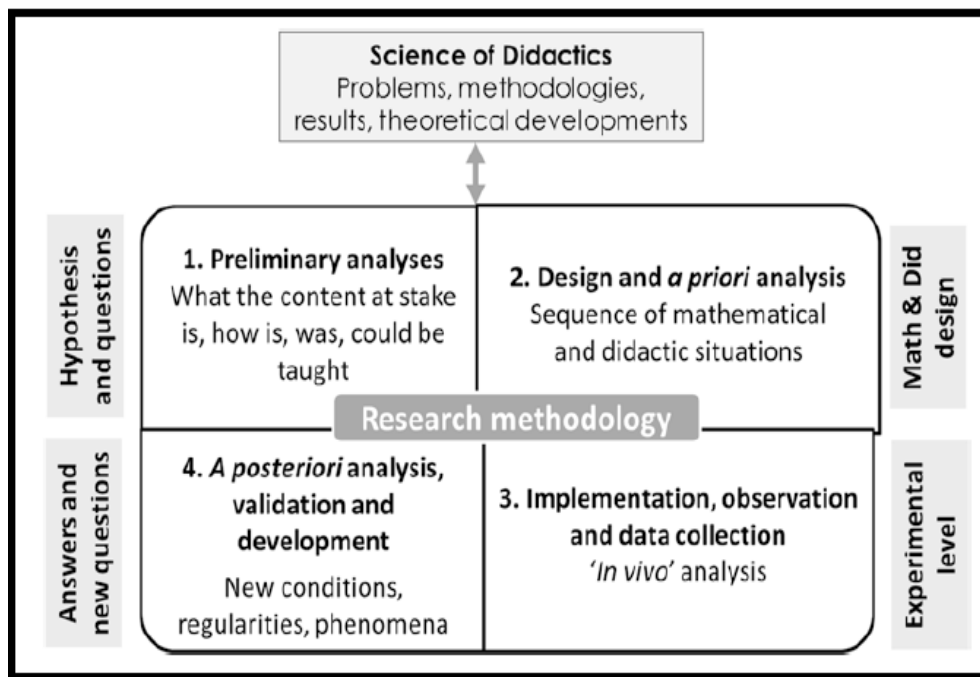 Science of Didactics
Problems, methodologies,
results, theoretical developments
Hypothesis
and questions
1. Preliminary analyses
What the content at stake
is, how is, was, could be
taught
2. Design and a priori analysis
Sequence of mathematical
and didactic situations
Math & Did
design
Research methodology
Answers and
new questions
4. A posteriori analysis,
validation and
development
New conditions,
regularities, phenomena
3. Implementation, observation
and data collection
‘In vivo’ analysis
Experimental
level